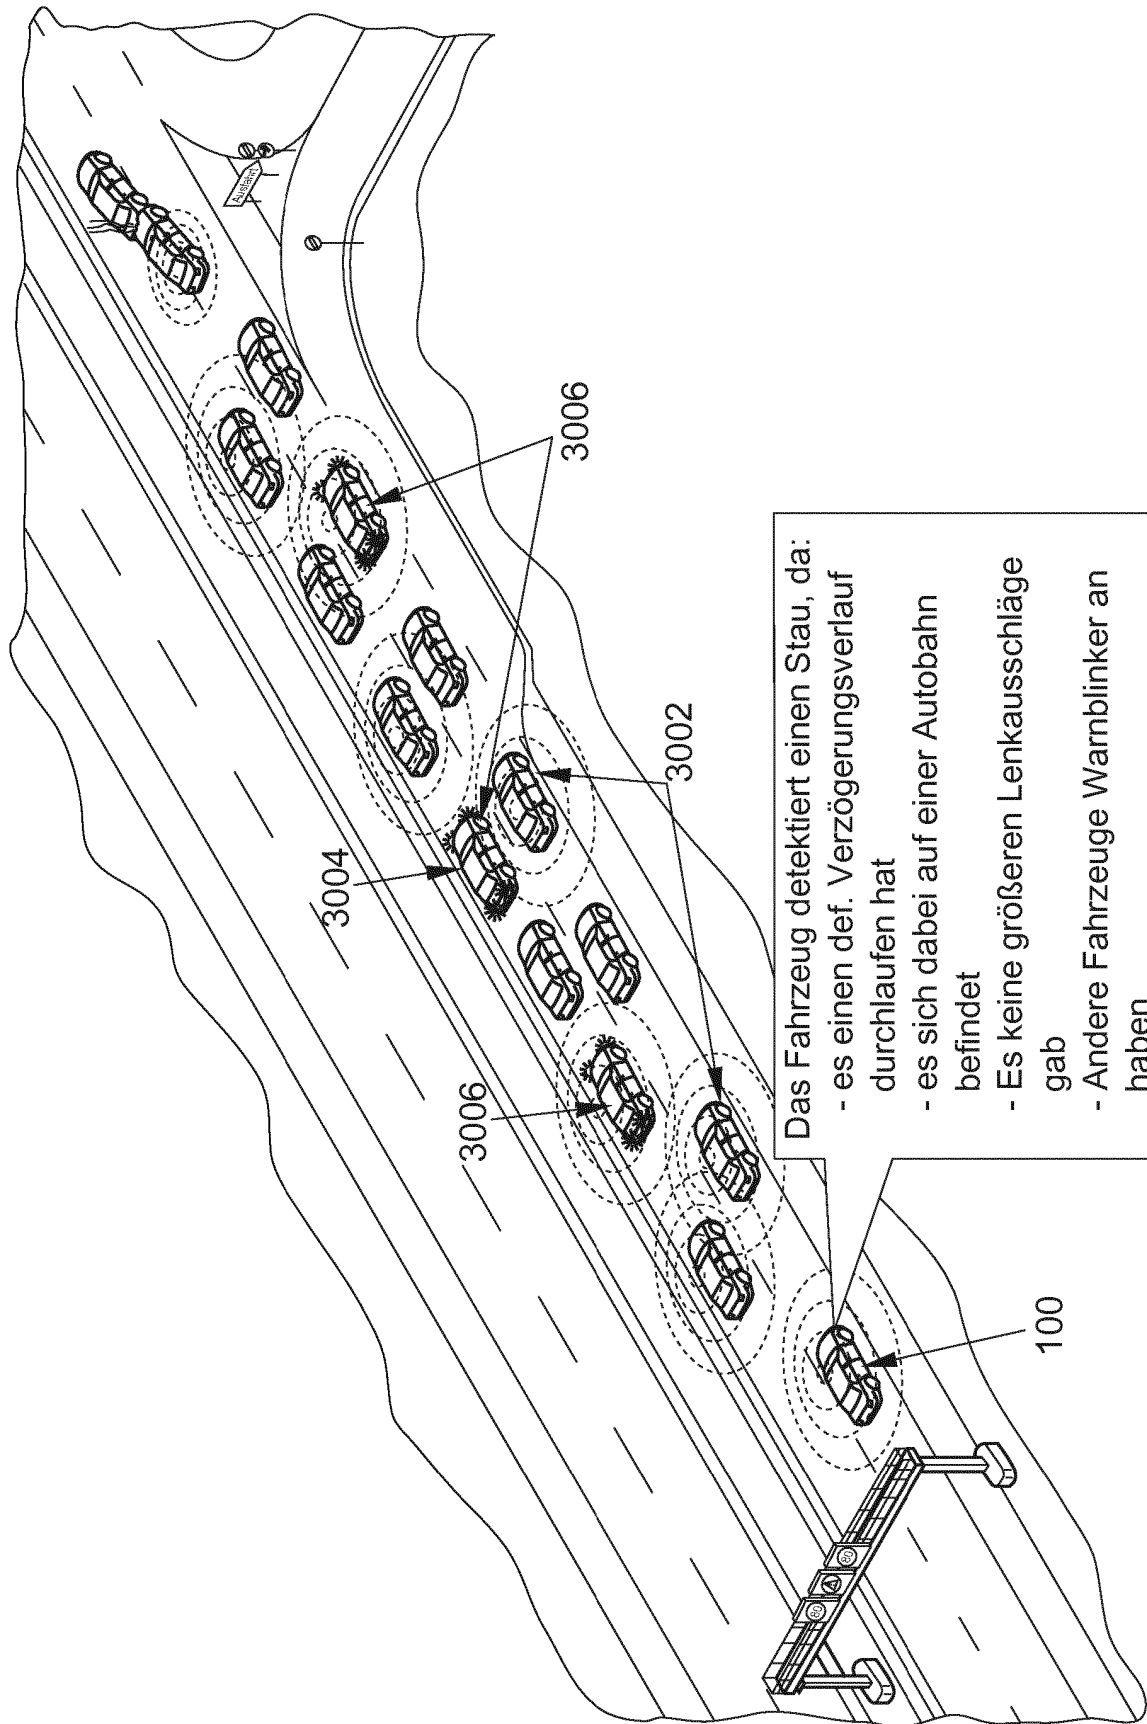 Ausfahrt
3006
3002
3004
3006
100
80
80
Das Fahrzeug detektiert einen Stau, da:
- es einen def. Verzögerungsverlauf
durchlaufen hat
- es sich dabei auf einer Autobahn
befindet
- Es keine größeren Lenkausschläge
gab
- Andere Fahrzeuge Warnblinker an
haben